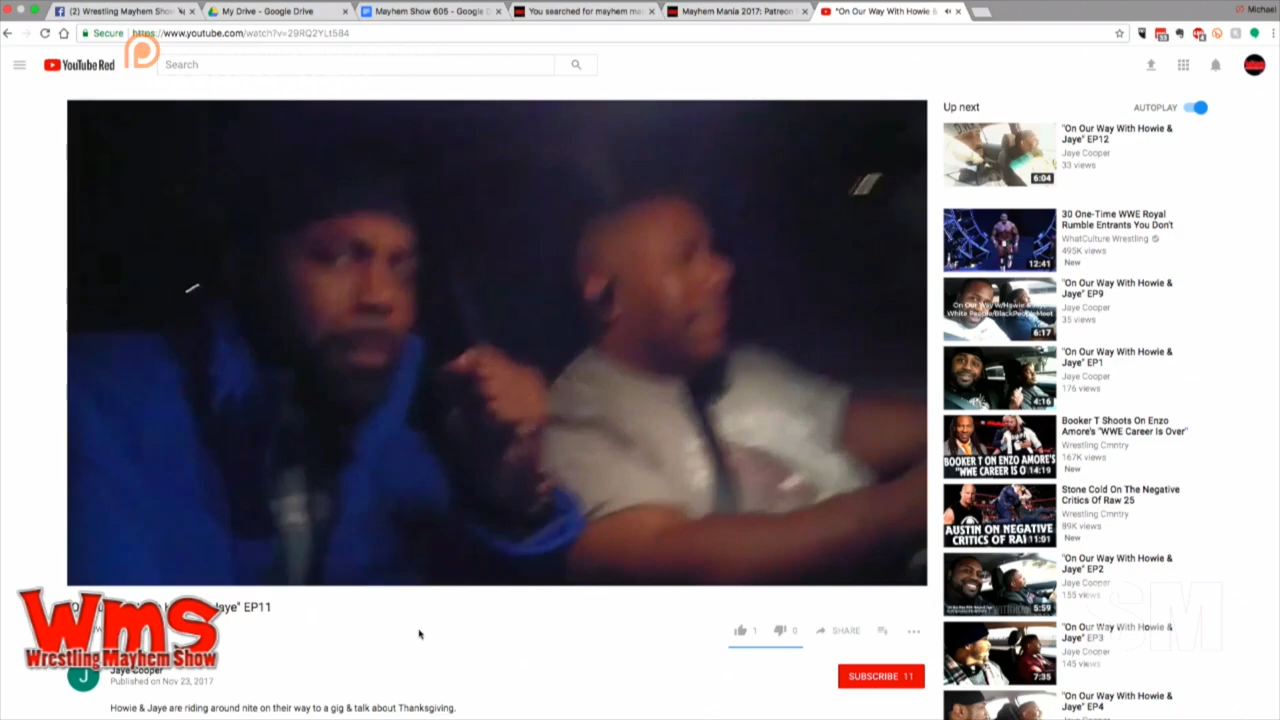 (2) Wrestling Mayhem Show
My Drive - Google Drive
Mayhem Show 605 - Google
You searched for mayhem ma
Mayhem Mania 2017: Patreon
"On Our Way With Howie &
Michael
Secure
https://www.youtube.com/watch?v=29RQ2YLt584
YouTube Red
Search
Up next
AUTOPLAY
"On Our Way With Howie &
Jaye" EP12
Jaye Cooper
33 views
6:04
30 One-Time WWE Royal
Rumble Entrants You Don't
WhatCulture Wrestling
495K views
New
12:41
"On Our Way With Howie &
Jaye" EP9
Jaye Cooper
35 views
6:17
"On Our Way With Howie &
Jaye" EP1
Jaye Cooper
176 views
4:16
Booker T Shoots On Enzo
Amore's "WWE Career Is Over"
Wrestling Cmntry
167K views
New
BOOKER T ON ENZO AMORE'S
"WWE CAREER IS O
14:19
Stone Cold On The Negative
Critics Of Raw 25
Wrestling Cmntry
89K views
New
AUSTIN ON NEGATIVE
CRITICS OF RA
11:01
"On Our Way With Howie &
Jaye" EP2
Jaye Cooper
155 views
5:59
"On Our Way With Howie &
Jaye" EP3
Jaye Cooper
145 views
7:35
"On Our Way With Howie &
Jaye" EP4
SM
Jaye" EP11
1
0
SHARE
WMS
Wrestling Mayhem Show
J
Jaye Cooper
Published on Nov 23, 2017
SUBSCRIBE 11
Howie & Jaye are riding around nite on their way to a gig & talk about Thanksgiving.